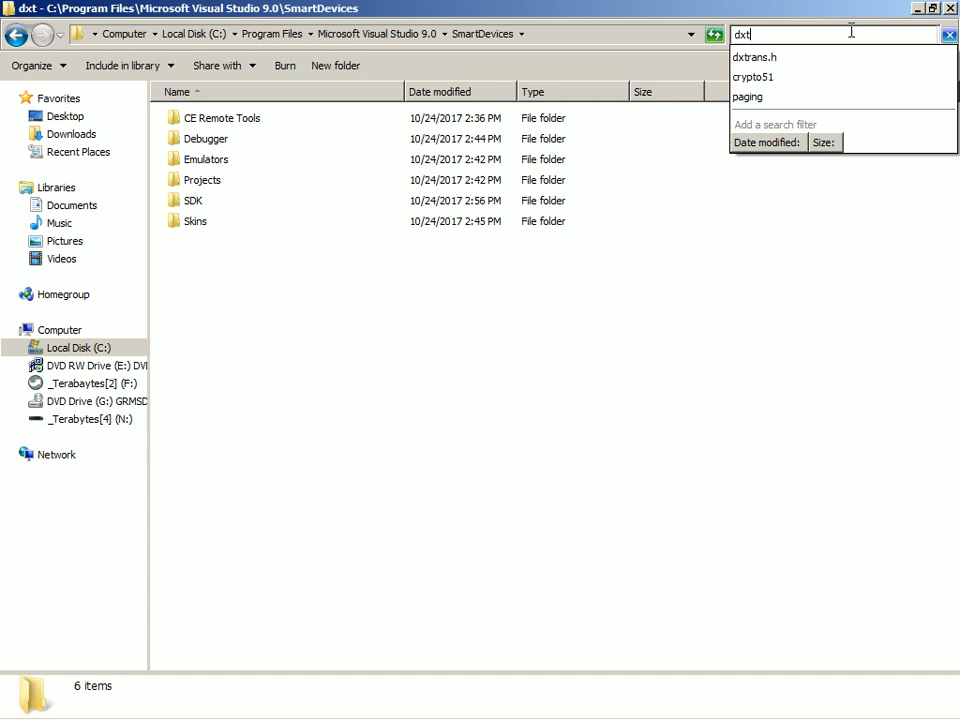 dxt - C:\Program Files\Microsoft Visual Studio 9.0\SmartDevices
Computer Local Disk (C:) Program Files Microsoft Visual Studio 9.0 SmartDevices
dxt
dxtrans.h
crypto51
paging
Add a search filter
Date modified: Size:
Organize Include in library Share with Burn New folder
Name Date modified Type Size
CE Remote Tools 10/24/2017 2:36 PM File folder
Debugger 10/24/2017 2:44 PM File folder
Emulators 10/24/2017 2:42 PM File folder
Projects 10/24/2017 2:42 PM File folder
SDK 10/24/2017 2:56 PM File folder
Skins 10/24/2017 2:45 PM File folder
Favorites
Desktop
Downloads
Recent Places
Libraries
Documents
Music
Pictures
Videos
Homegroup
Computer
Local Disk (C:)
DVD RW Drive (E:) DVI
_Terabaytes[2] (F:)
DVD Drive (G:) GRMSD
_Terabytes[4] (N:)
Network
6 items